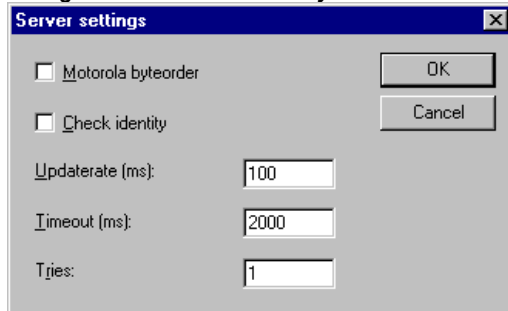 Server settings
Motorola byteorder
OK
Check identity
Cancel
Updaterate (ms):
100
Timeout (ms):
2000
Tries:
1